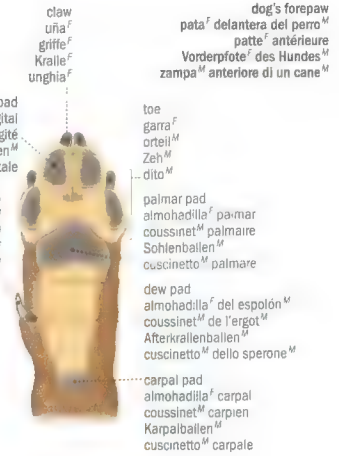 dog's forepaw
pata F delantera del perro M
patte F antérieure
Vorderpfote F des Hundes M
zampa M anteriore di un cane M
claw
uña F
griffe F
Kralle F
unghia F
pad
gital
gité
en M
tale
toe
garra F
orteil M
Zeh M
dito M
palmar pad
almohadilla F palmar
coussinet M palmaire
Sohlenballen M
cuscinetto M palmare
dew pad
almohadilla F del espolón M
coussinet M de l'ergot M
Afterkrallenballen M
cuscinetto M dello sperone M
carpal pad
almohadilla F carpal
coussinet M carpien
Karpalballen M
cuscinetto M carpale